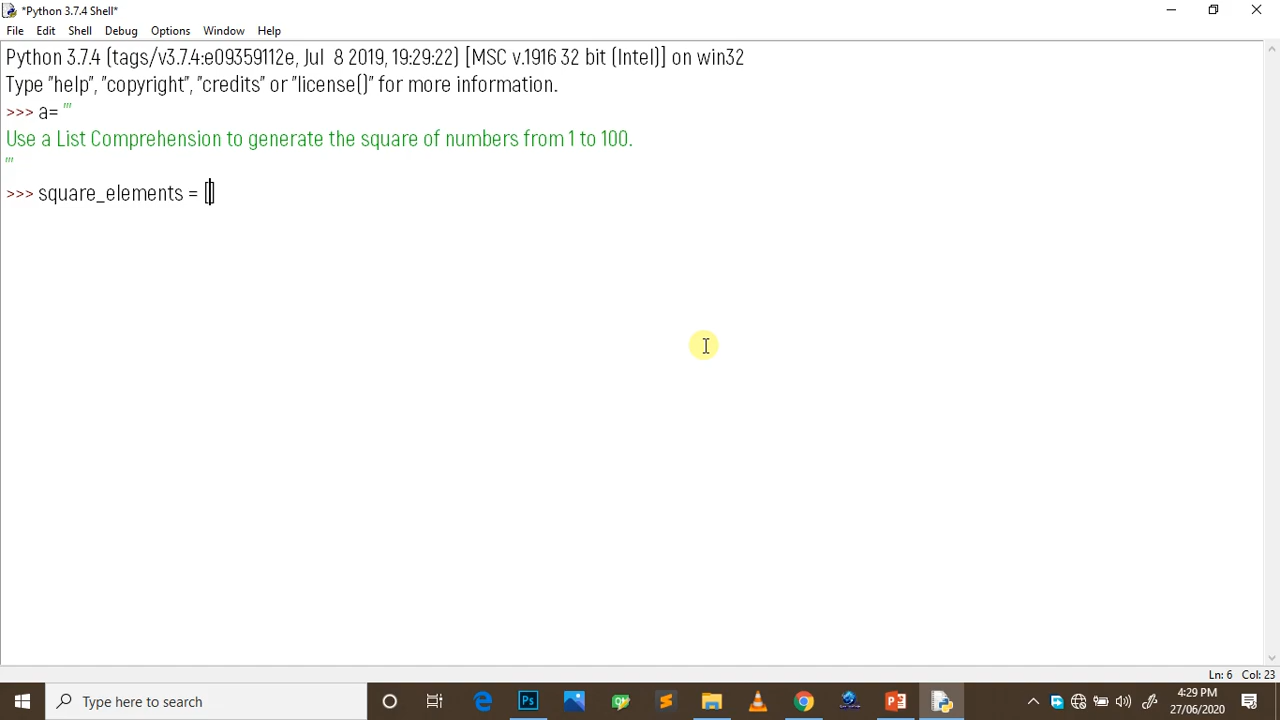 *Python 3.7.4 Shell*
File Edit Shell Debug Options Window Help
Python 3.7.4 (tags/v3.7.4:e09359112e, Jul  8 2019, 19:29:22) [MSC v.1916 32 bit (Intel)] on win32
Type "help", "copyright", "credits" or "license()" for more information.
>>> a= '''
Use a List Comprehension to generate the square of numbers from 1 to 100.
'''
>>> square_elements = []
Ln: 6 Col: 23
Type here to search
4:29 PM
27/06/2020